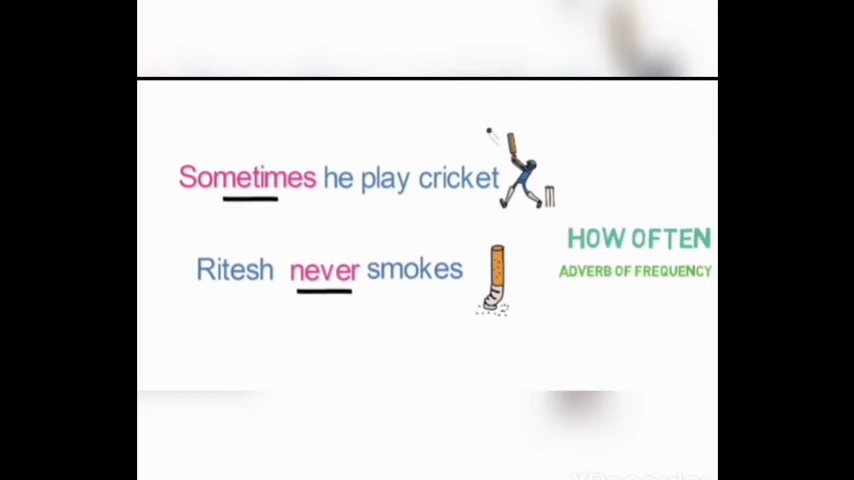 Sometimes he play cricket
HOW OFTEN
Ritesh never smokes
ADVERB OF FREQUENCY